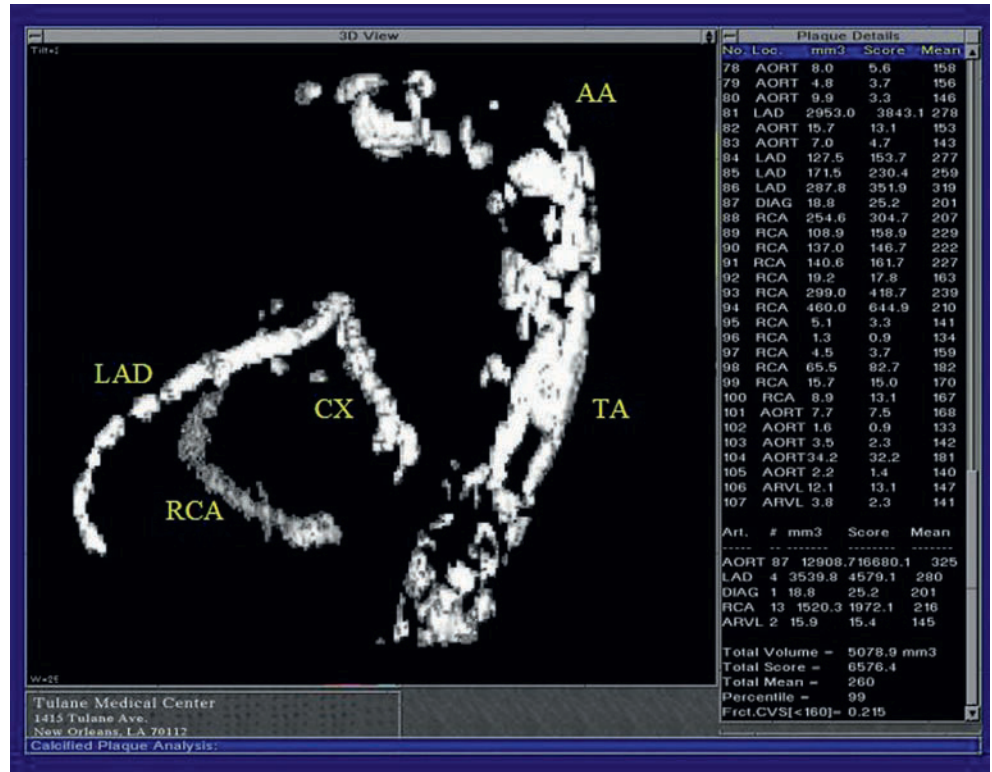 3D View
Tilt=2
AA
LAD
CX
TA
RCA
W=25
Plaque Details
No. Loc. mm3 Score Mean
78 AORT 8.0 5.6 158
79 AORT 4.8 3.7 156
80 AORT 9.9 3.3 146
81 LAD 2953.0 3843.1 278
82 AORT 15.7 13.1 153
83 AORT 7.0 4.7 143
84 LAD 127.5 153.7 277
85 LAD 171.5 230.4 259
86 LAD 287.8 351.9 319
87 DIAG 18.8 25.2 201
88 RCA 254.6 304.7 207
89 RCA 108.9 158.9 229
90 RCA 137.0 146.7 222
91 RCA 140.6 161.7 227
92 RCA 19.2 17.8 163
93 RCA 299.0 418.7 239
94 RCA 460.0 644.9 210
95 RCA 5.1 3.3 141
96 RCA 1.3 0.9 134
97 RCA 4.5 3.7 159
98 RCA 65.5 82.7 182
99 RCA 15.7 15.0 170
100 RCA 8.9 13.1 167
101 AORT 7.7 7.5 168
102 AORT 1.6 0.9 133
103 AORT 3.5 2.3 142
104 AORT34.2 32.2 181
105 AORT 2.2 1.4 140
106 ARVL 12.1 13.1 147
107 ARVL 3.8 2.3 141
Art. # mm3 Score Mean
----- -- ------- -------- -------
AORT 87 12908.716680.1 325
LAD 4 3539.8 4579.1 280
DIAG 1 18.8 25.2 201
RCA 13 1520.3 1972.1 216
ARVL 2 15.9 15.4 145
Total Volume = 5078.9 mm3
Total Score = 6576.4
Total Mean = 260
Percentile = 99
Frct.CVS[<160]= 0.215
Tulane Medical Center
1415 Tulane Ave.
New Orleans, LA 70112
Calcified Plaque Analysis: